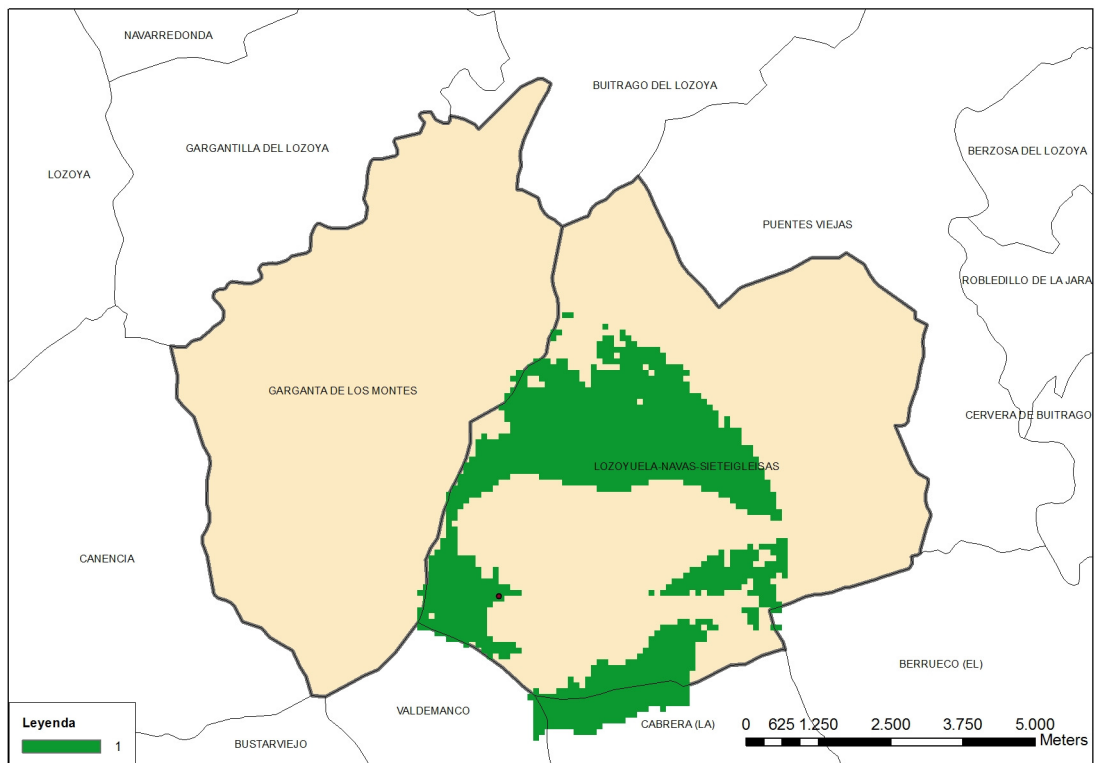 NAVARREDONDA
BUITRAGO DEL LOZOYA
GARGANTILLA DEL LOZOYA
BERZOSA DEL LOZOYA
LOZOYA
PUENTES VIEJAS
ROBLEDILLO DE LA JARA
GARGANTA DE LOS MONTES
CERVERA DE BUITRAGO
LOZOYUELA-NAVAS-SIETEIGLEISAS
CANENCIA
BERRUECO (EL)
VALDEMANCO
CABRERA (LA)
BUSTARVIEJO
Leyenda
1
0 625 1.250 2.500 3.750 5.000
Meters